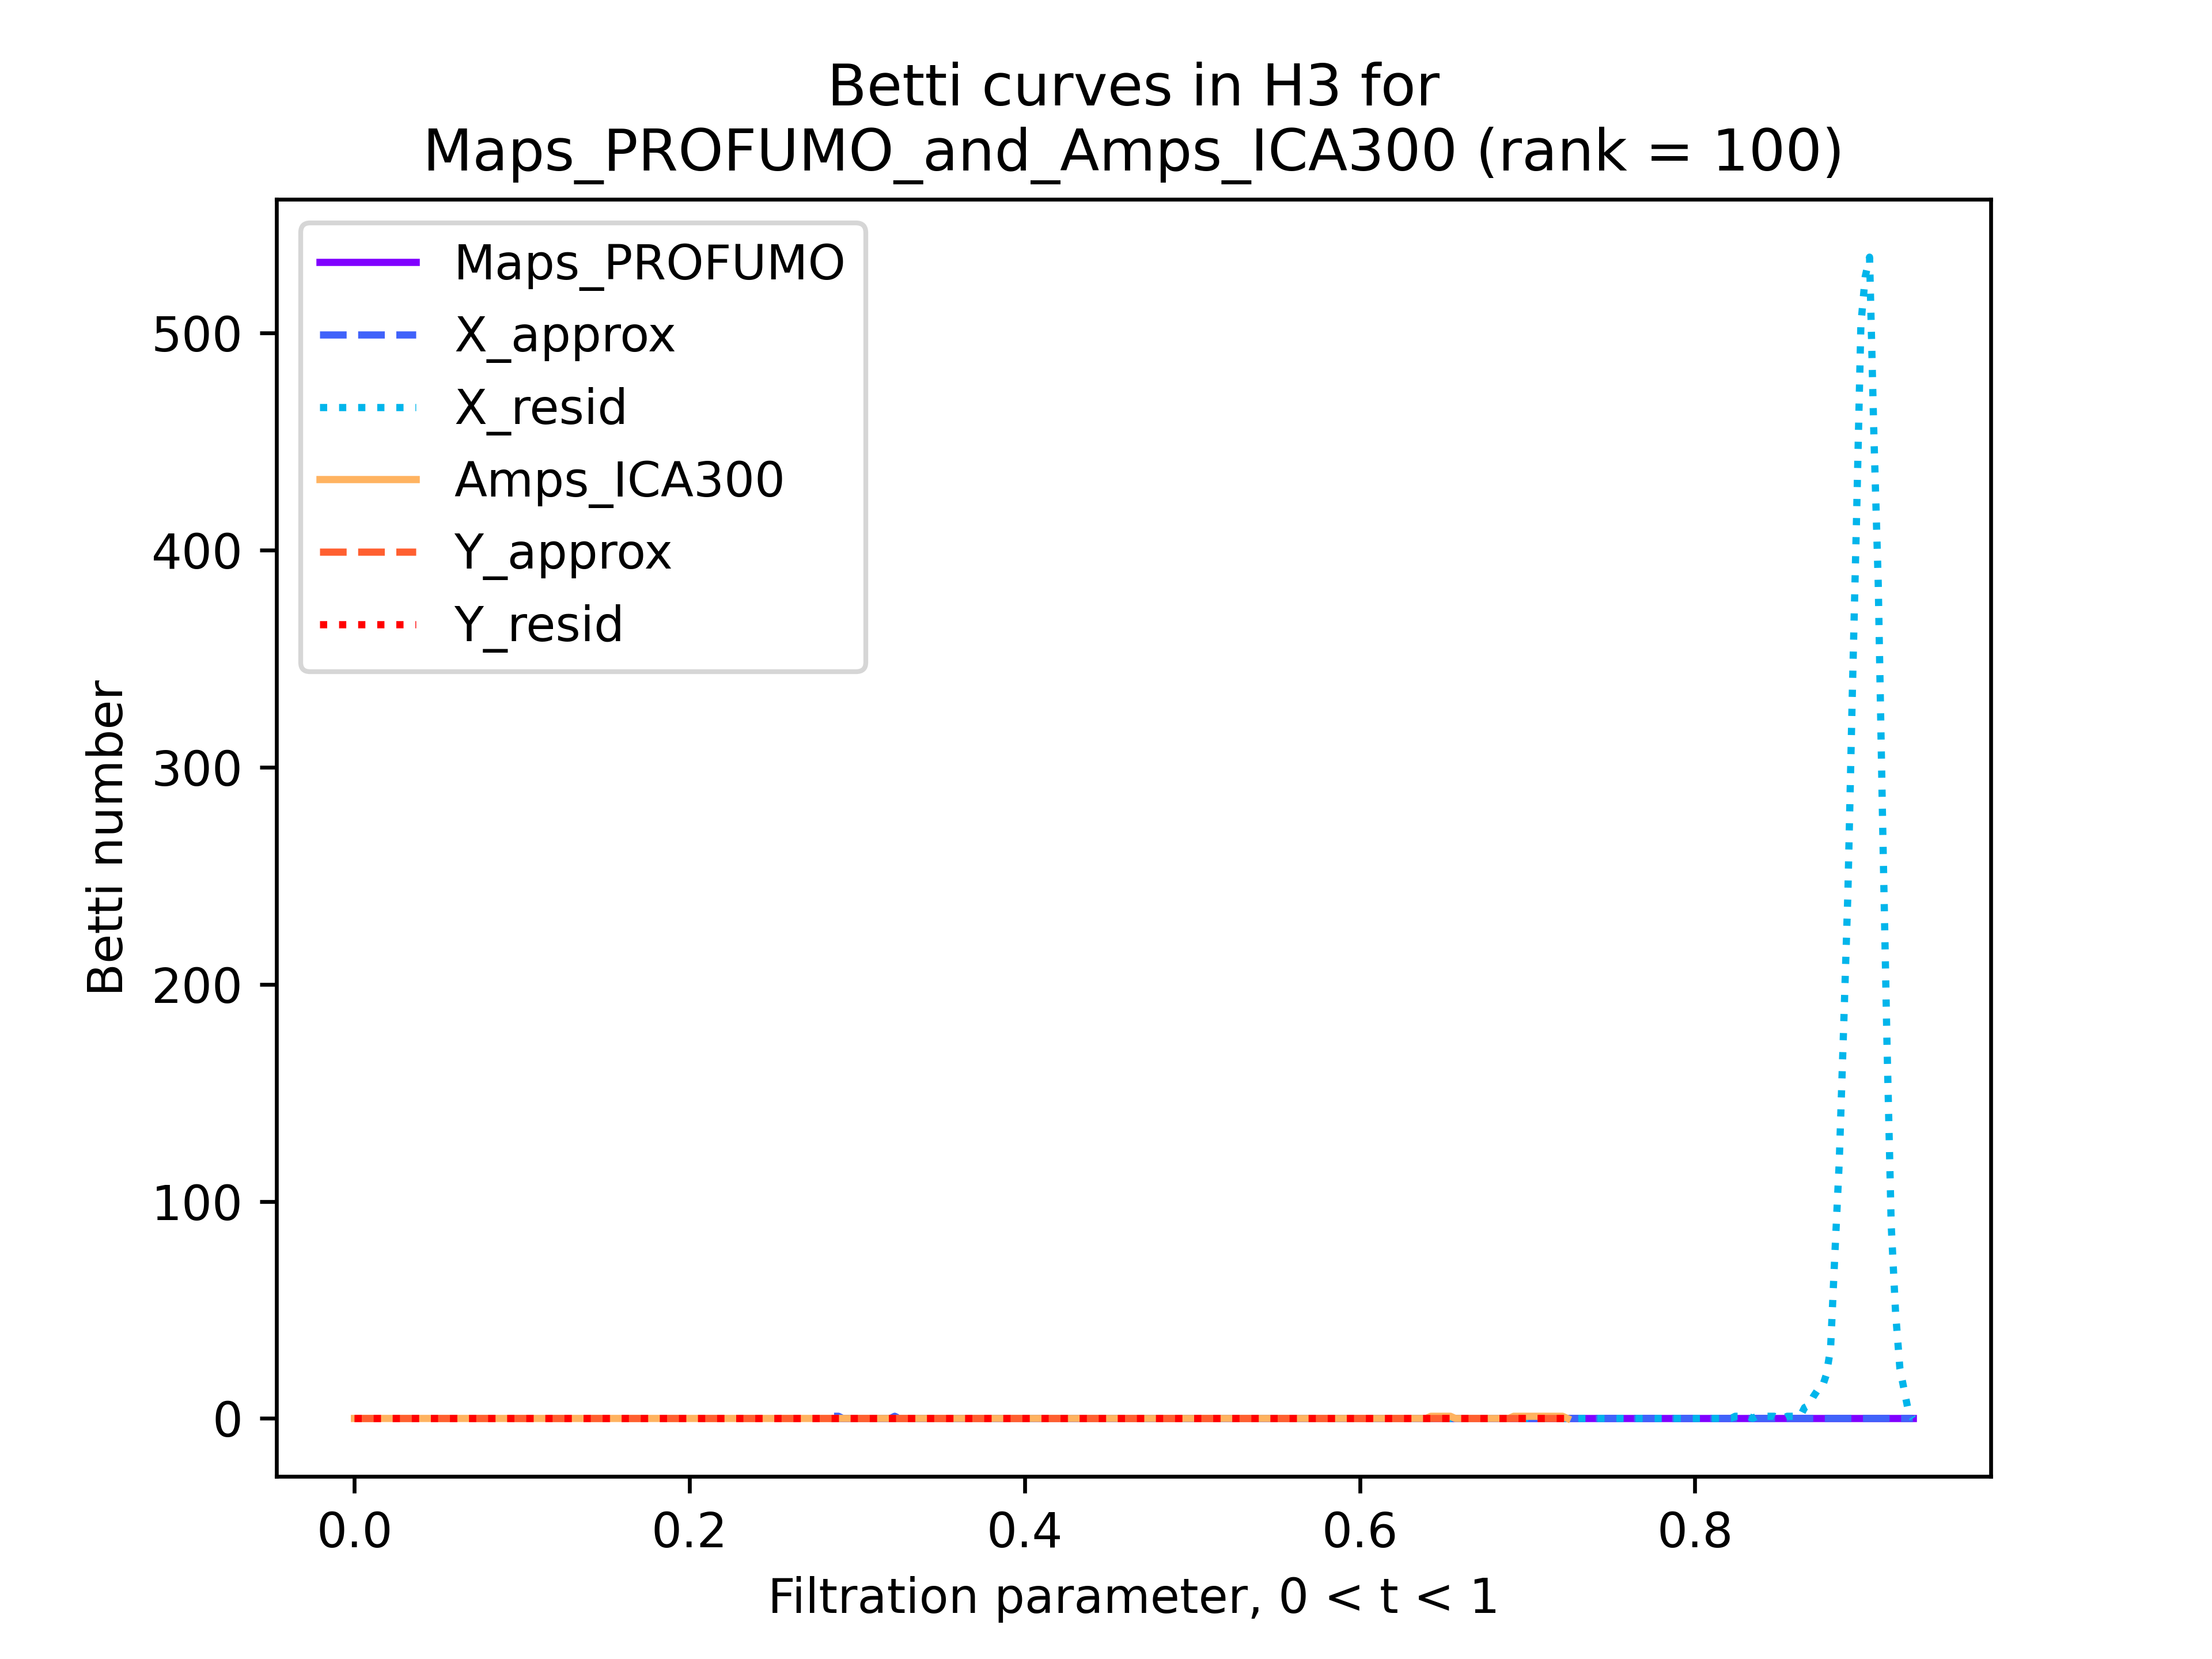 Betti curves in H3 for
Maps_PROFUMO_and_Amps_ICA300 (rank = 100)
Maps_PROFUMO
X_approx
X_resid
Amps_ICA300
Y_approx
Y_resid
Betti number
500
400
300
200
100
0
0.0 0.2 0.4 0.6 0.8
Filtration parameter, 0 < t < 1